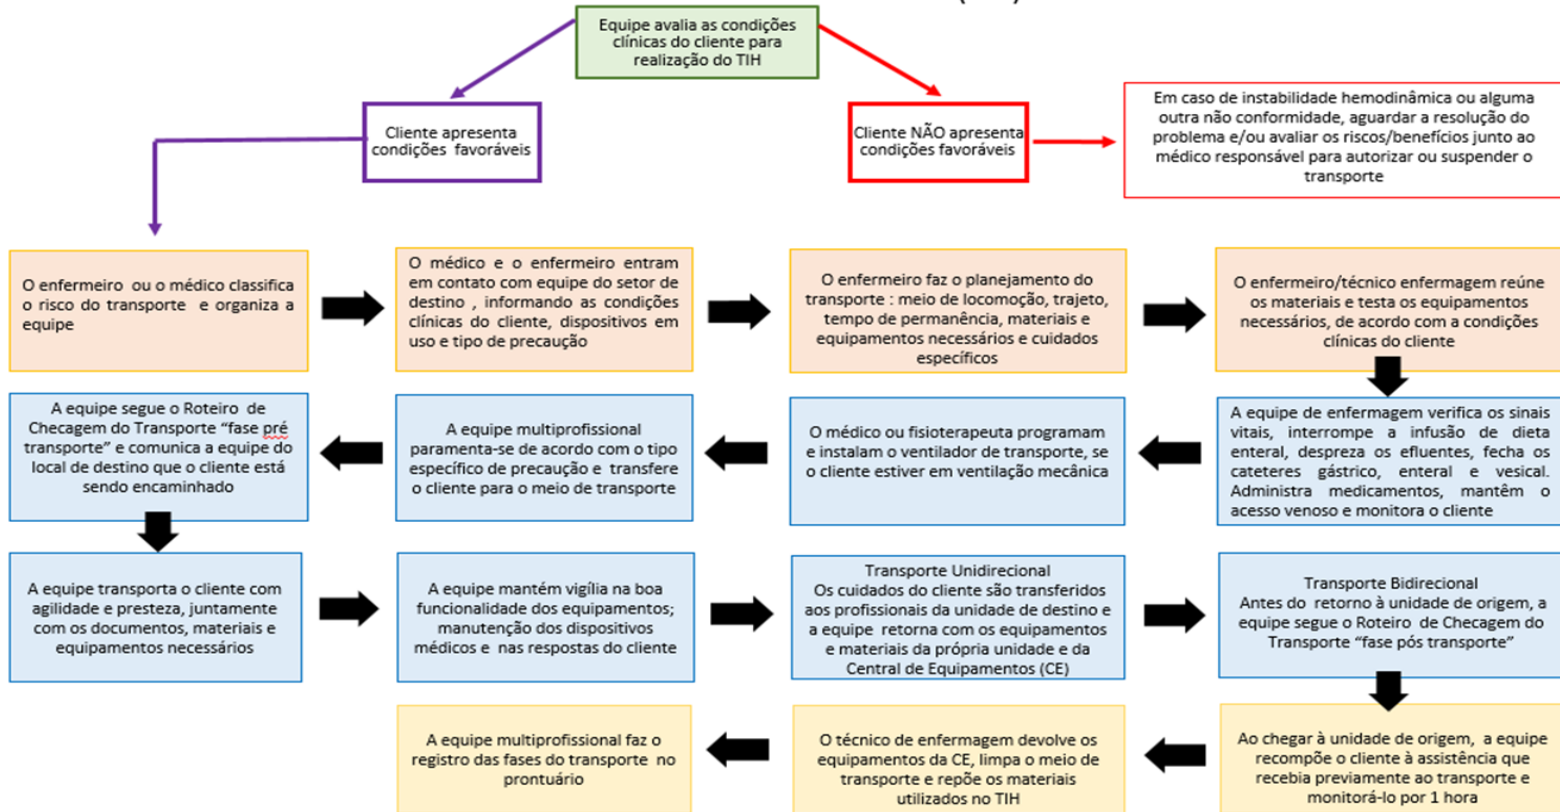 Equipe avalia as condições
clínicas do cliente para
realização do TIH
Cliente apresenta
condições favoráveis
Cliente NÃO apresenta
condições favoráveis
Em caso de instabilidade hemodinâmica ou alguma
outra não conformidade, aguardar a resolução do
problema e/ou avaliar os riscos/benefícios junto ao
médico responsável para autorizar ou suspender o
transporte
O enfermeiro ou o médico classifica
o risco do transporte e organiza a
equipe
O médico e o enfermeiro entram
em contato com equipe do setor de
destino , informando as condições
clínicas do cliente, dispositivos em
uso e tipo de precaução
O enfermeiro faz o planejamento do
transporte : meio de locomoção, trajeto,
tempo de permanência, materiais e
equipamentos necessários e cuidados
específicos
O enfermeiro/técnico enfermagem reúne
os materiais e testa os equipamentos
necessários, de acordo com a condições
clínicas do cliente
A equipe de enfermagem verifica os sinais
vitais, interrompe a infusão de dieta
enteral, despreza os efluentes, fecha os
cateteres gástrico, enteral e vesical.
Administra medicamentos, mantêm o
acesso venoso e monitora o cliente
O médico ou fisioterapeuta programam
e instalam o ventilador de transporte, se
o cliente estiver em ventilação mecânica
A equipe multiprofissional
paramenta-se de acordo com o tipo
específico de precaução e transfere
o cliente para o meio de transporte
A equipe segue o Roteiro de
Checagem do Transporte “fase pré
transporte” e comunica a equipe do
local de destino que o cliente está
sendo encaminhado
A equipe transporta o cliente com
agilidade e presteza, juntamente
com os documentos, materiais e
equipamentos necessários
A equipe mantém vigília na boa
funcionalidade dos equipamentos;
manutenção dos dispositivos
médicos e nas respostas do cliente
Transporte Unidirecional
Os cuidados do cliente são transferidos
aos profissionais da unidade de destino e
a equipe retorna com os equipamentos
e materiais da própria unidade e da
Central de Equipamentos (CE)
Transporte Bidirecional
Antes do retorno à unidade de origem, a
equipe segue o Roteiro de Checagem do
Transporte “fase pós transporte”
Ao chegar à unidade de origem, a equipe
recompõe o cliente à assistência que
recebia previamente ao transporte e
monitorá-lo por 1 hora
O técnico de enfermagem devolve os
equipamentos da CE, limpa o meio de
transporte e repõe os materiais
utilizados no TIH
A equipe multiprofissional faz o
registro das fases do transporte no
prontuário